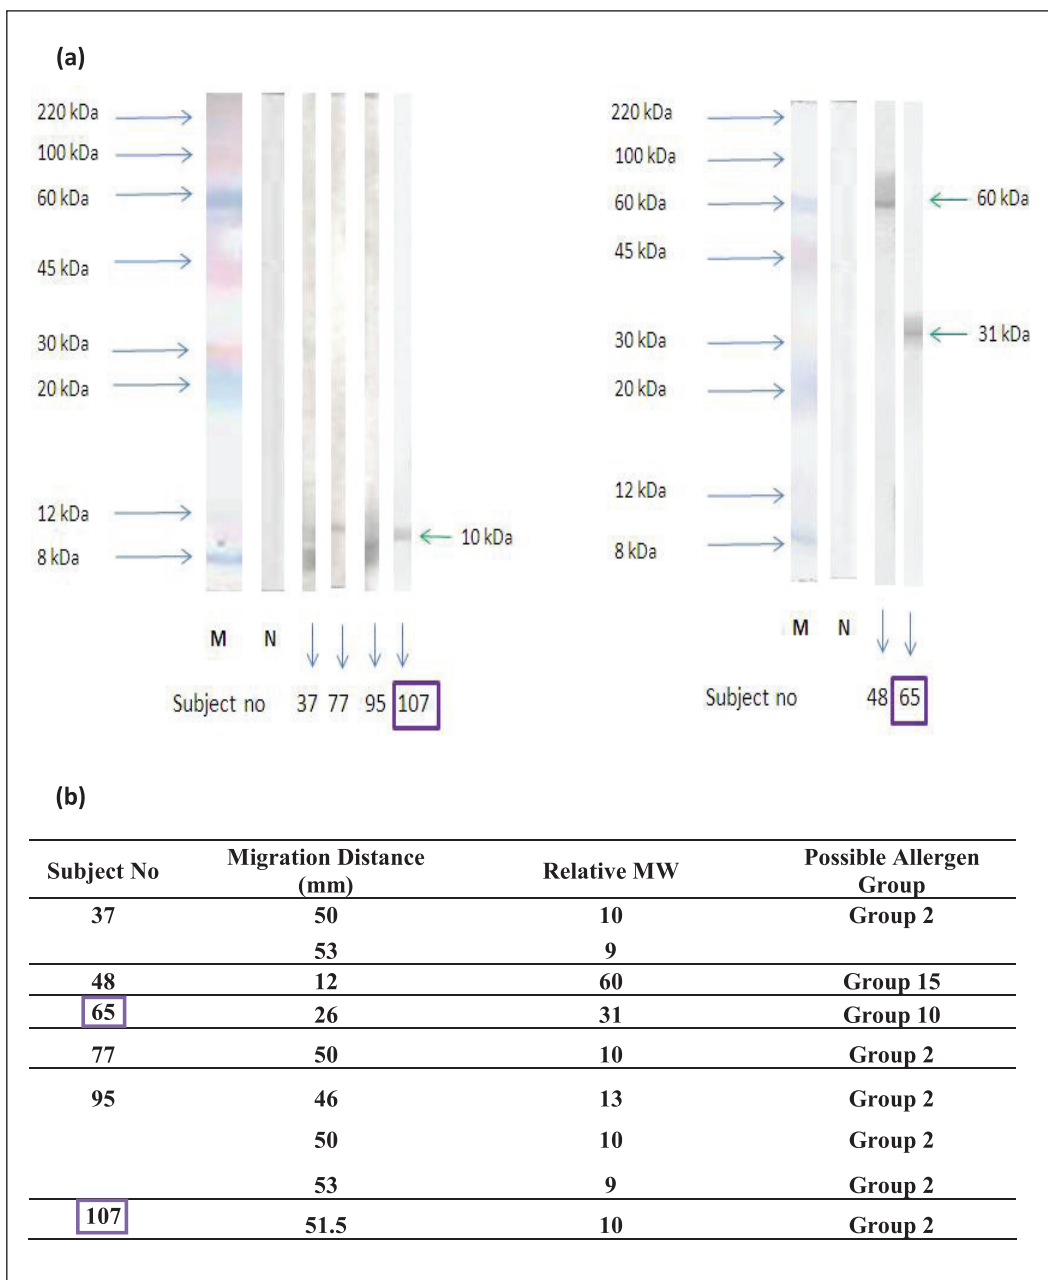 (a)
220 kDa
100 kDa
60 kDa
45 kDa
30 kDa
20 kDa
12 kDa
8 kDa
10 kDa
M N
Subject no 37 77 95 107
220 kDa
100 kDa
60 kDa
45 kDa
30 kDa
20 kDa
12 kDa
8 kDa
60 kDa
31 kDa
M N
Subject no 48 65
(b)
Subject No Migration Distance (mm) Relative MW Possible Allergen Group
37 50 10 Group 2
53 9
48 12 60 Group 15
65 26 31 Group 10
77 50 10 Group 2
95 46 13 Group 2
50 10 Group 2
53 9 Group 2
107 51.5 10 Group 2